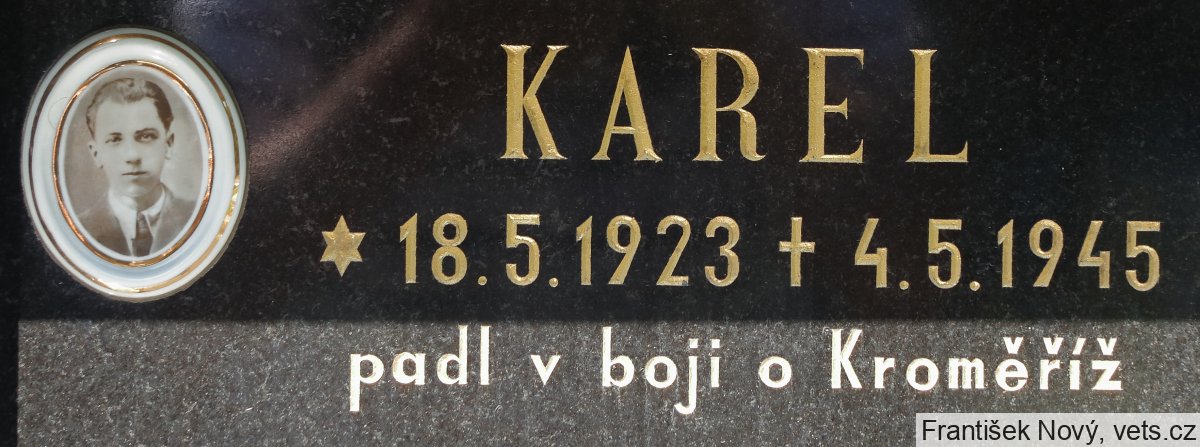 KAREL
* 18.5.1923 † 4.5.1945
padl v boji o Kroměříž
František Nový, vets.cz